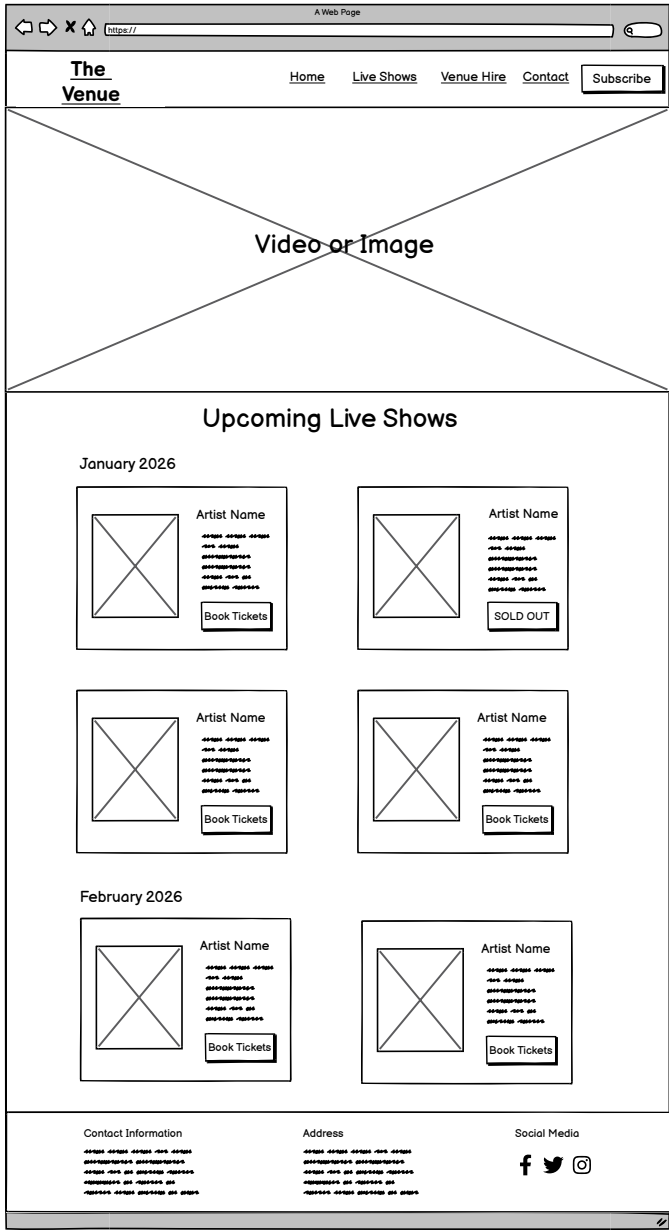 A Web Page
https://
The
Venue
Home Live Shows Venue Hire Contact Subscribe
Video or Image
Upcoming Live Shows
January 2026
Artist Name
Book Tickets
Artist Name
SOLD OUT
Artist Name
Book Tickets
Artist Name
Book Tickets
February 2026
Artist Name
Book Tickets
Artist Name
Book Tickets
Contact Information
Address
Social Media